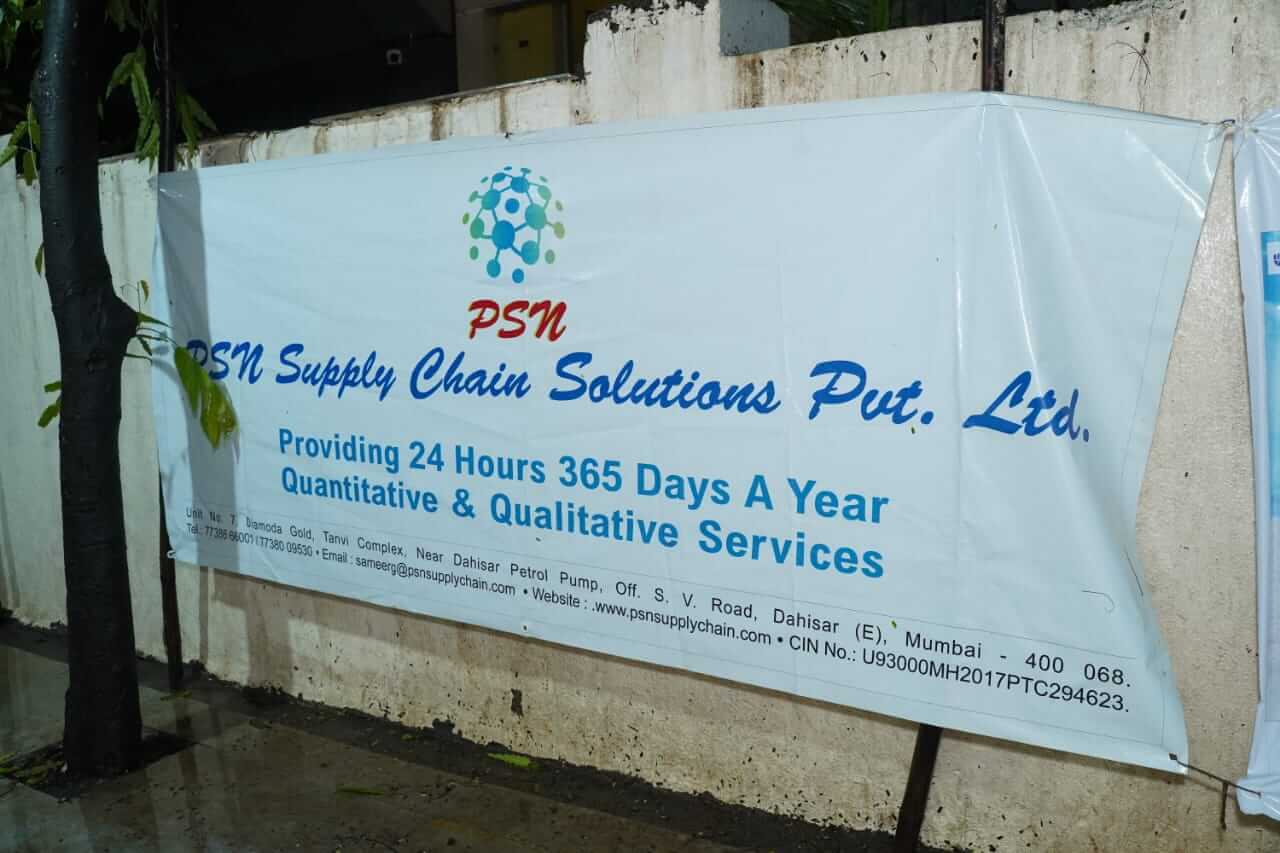 PSN
PSN Supply Chain Solutions Pvt. Ltd.
Providing 24 Hours 365 Days A Year
Quantitative & Qualitative Services
Unit No. 7, Diamoda Gold, Tanvi Complex, Near Dahisar Petrol Pump, Off. S. V. Road, Dahisar (E), Mumbai - 400 068.
Tel.: 77386 66001 / 77380 09530 • Email : sameerg@psnsupplychain.com • Website : .www.psnsupplychain.com • CIN No.: U93000MH2017PTC294623.